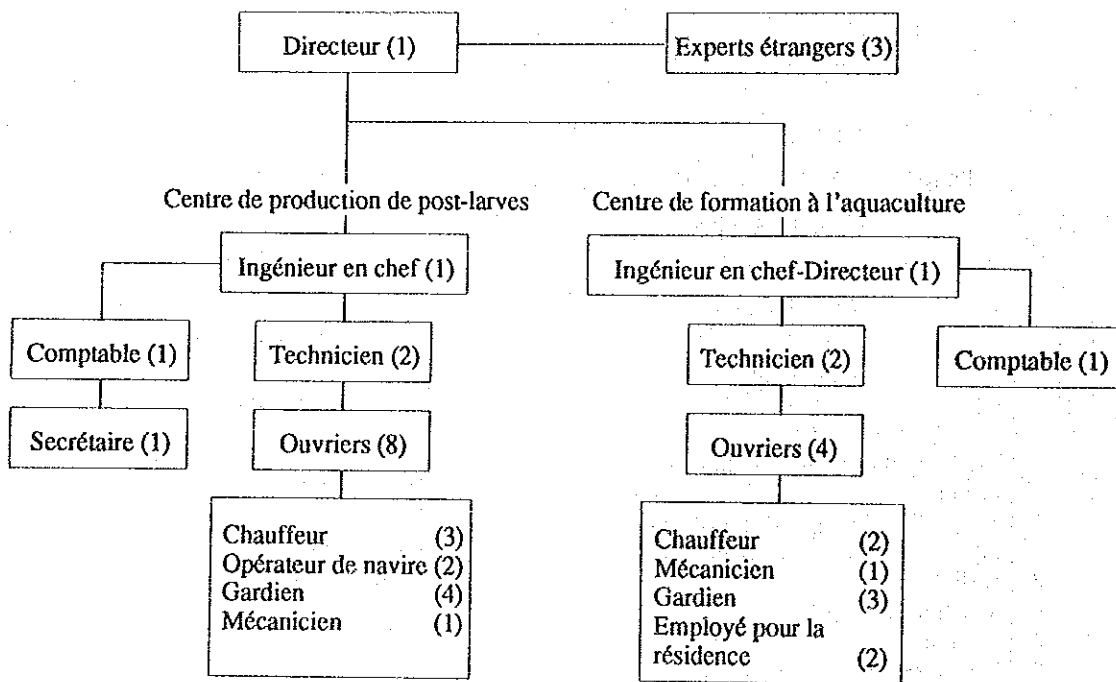 Directeur (1)
Experts étrangers (3)
Centre de production de post-larves
Centre de formation à l'aquaculture
Ingénieur en chef (1)
Ingénieur en chef-Directeur (1)
Comptable (1)
Technicien (2)
Technicien (2)
Comptable (1)
Secrétaire (1)
Ouvriers (8)
Ouvriers (4)
Chauffeur (3)
Opérateur de navire (2)
Gardien (4)
Mécanicien (1)
Chauffeur (2)
Mécanicien (1)
Gardien (3)
Employé pour la
résidence (2)